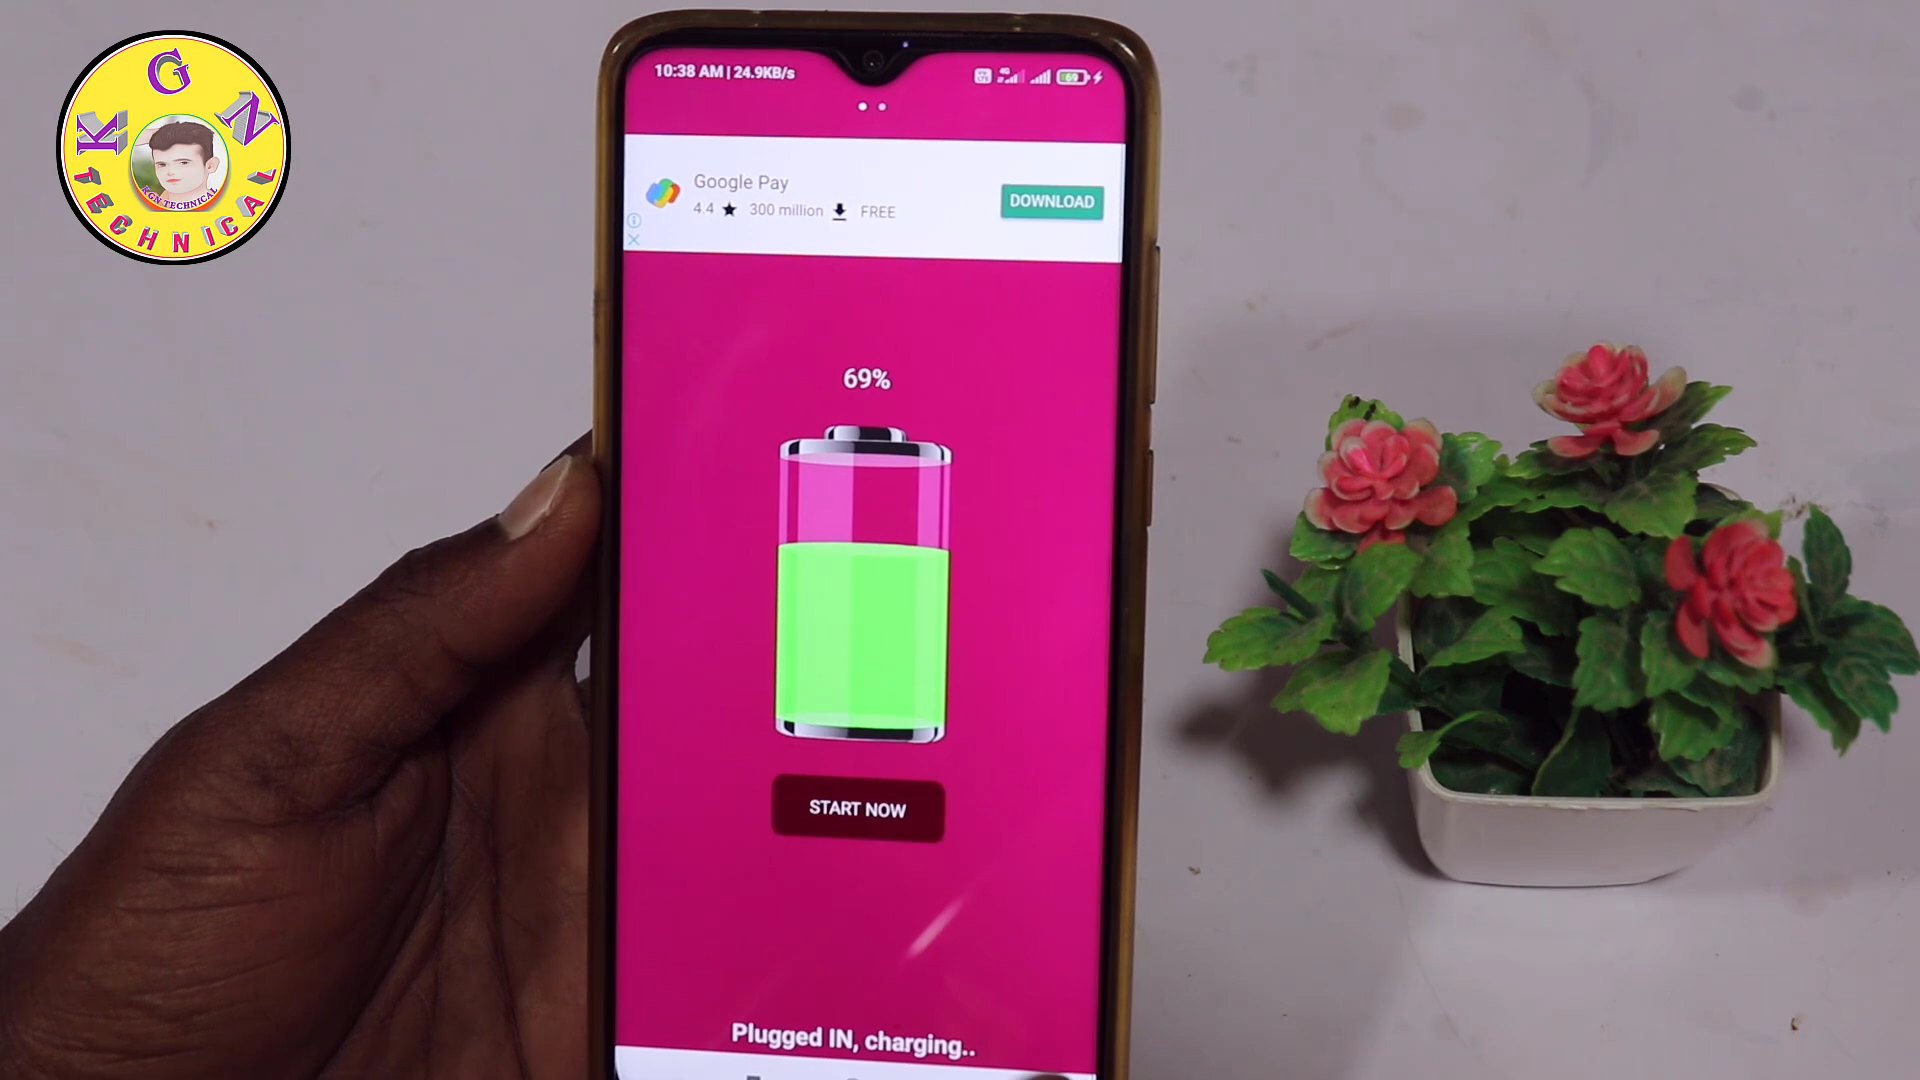 K G N
TECHNICAL
KGN TECHNICAL
10:38 AM | 24.9KB/s
4G
69
Google Pay
4.4 ★ 300 million FREE
DOWNLOAD
69%
START NOW
Plugged IN, charging..